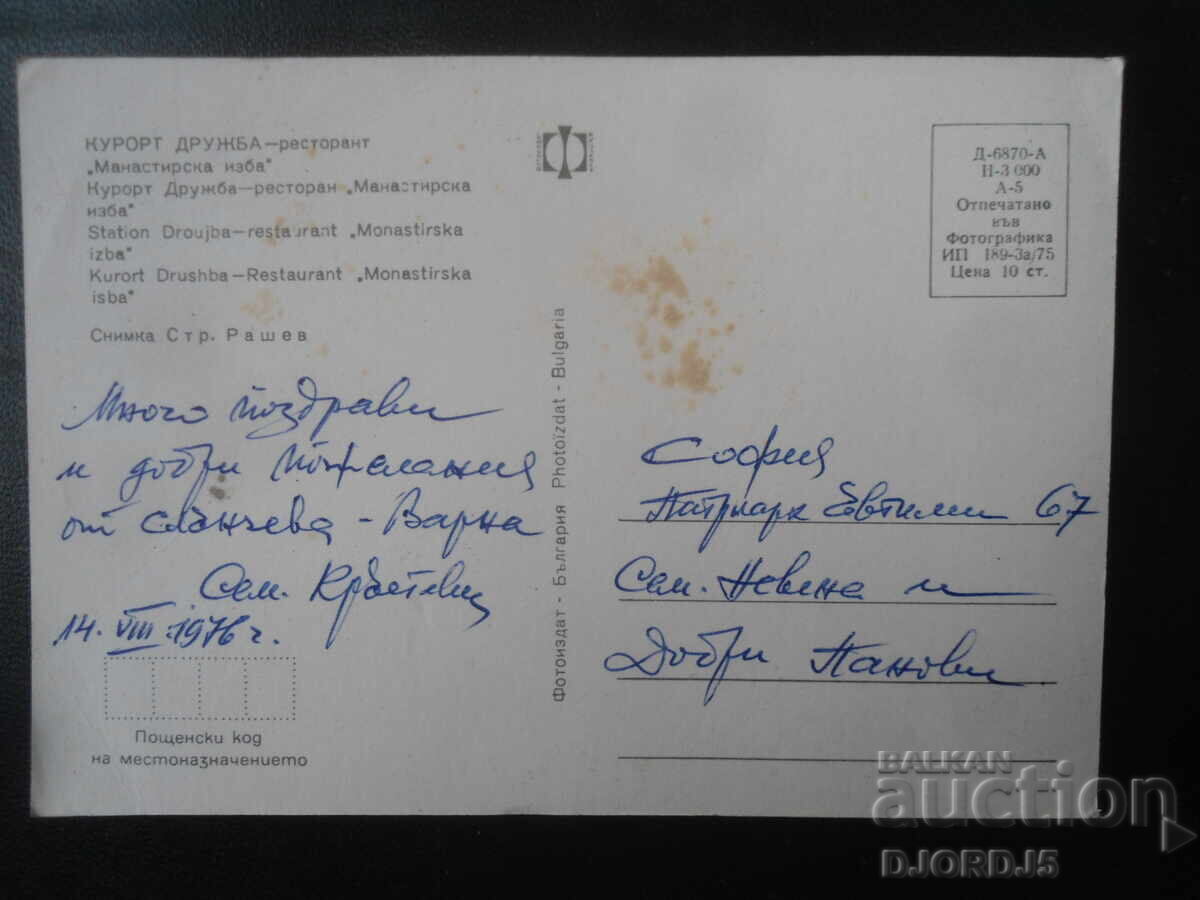 КУРОРТ ДРУЖБА—ресторант
„Манастирска изба"
Курорт Дружба—ресторан „Манастирска
изба"
Station Droujba—restaurant „Monastirska
izba"
Kurort Drushba—Restaurant „Monastirska
isba"
Снимка Стр. Рашев
Много поздрави
и добри пожелания
от слънчева - Варна
Сем. Кръстеви
14. VIII. 1976 г.
Пощенски код
на местоназначението
Фотоиздат - България Photoizdat - Bulgaria
Д-6870-А
Н-3 000
А-5
Отпечатано
във
Фотографика
ИП 189-3а/75
Цена 10 ст.
София
Патриарк Евтими 67
Сем. Невена и
Добри Панови
BALKAN
auction
DJORDJ5